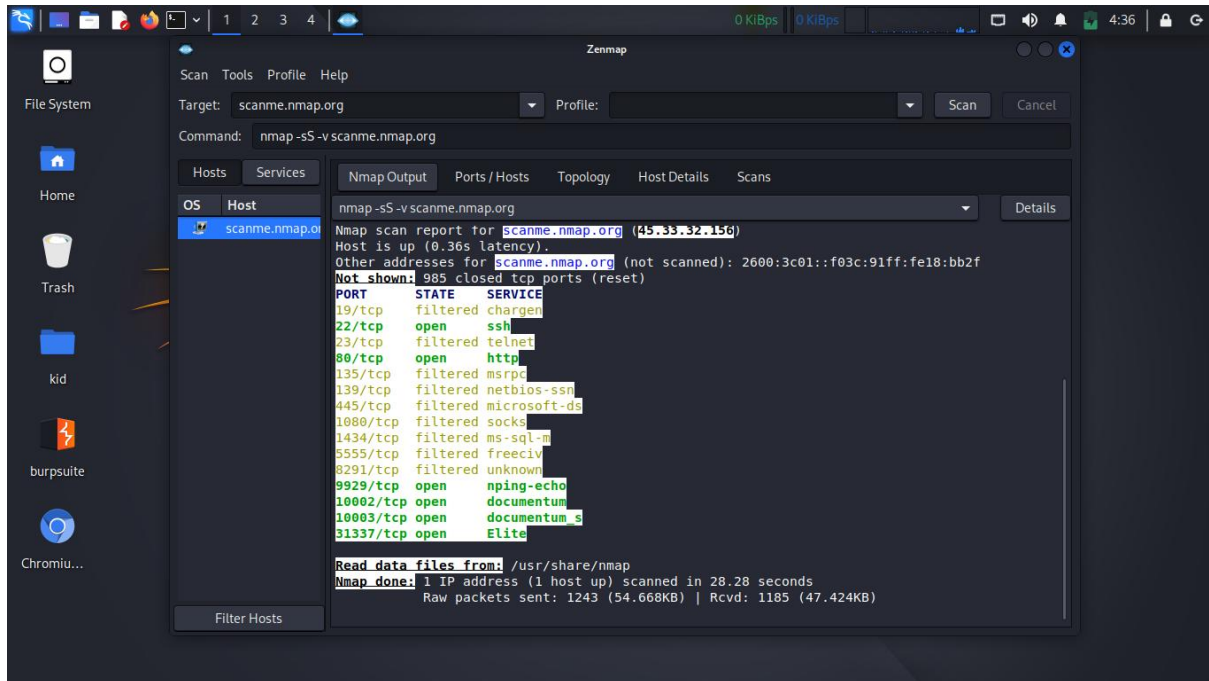 1 2 3 4 0 KiBps 0 KiBps 4:36
Zenmap
Scan Tools Profile Help
Target: scanme.nmap.org Profile: Scan Cancel
Command: nmap -sS -v scanme.nmap.org
Hosts Services
Nmap Output Ports / Hosts Topology Host Details Scans
OS Host
scanme.nmap.or
nmap -sS -v scanme.nmap.org Details
Nmap scan report for scanme.nmap.org (45.33.32.156)
Host is up (0.36s latency).
Other addresses for scanme.nmap.org (not scanned): 2600:3c01::f03c:91ff:fe18:bb2f
Not shown: 985 closed tcp ports (reset)
PORT STATE SERVICE
19/tcp filtered chargen
22/tcp open ssh
23/tcp filtered telnet
80/tcp open http
135/tcp filtered msrpc
139/tcp filtered netbios-ssn
445/tcp filtered microsoft-ds
1080/tcp filtered socks
1434/tcp filtered ms-sql-m
5555/tcp filtered freeciv
8291/tcp filtered unknown
9929/tcp open nping-echo
10002/tcp open documentum
10003/tcp open documentum_s
31337/tcp open Elite
Read data files from: /usr/share/nmap
Nmap done: 1 IP address (1 host up) scanned in 28.28 seconds
Raw packets sent: 1243 (54.668KB) | Rcvd: 1185 (47.424KB)
Filter Hosts
File System
Home
Trash
kid
burpsuite
Chromiu...